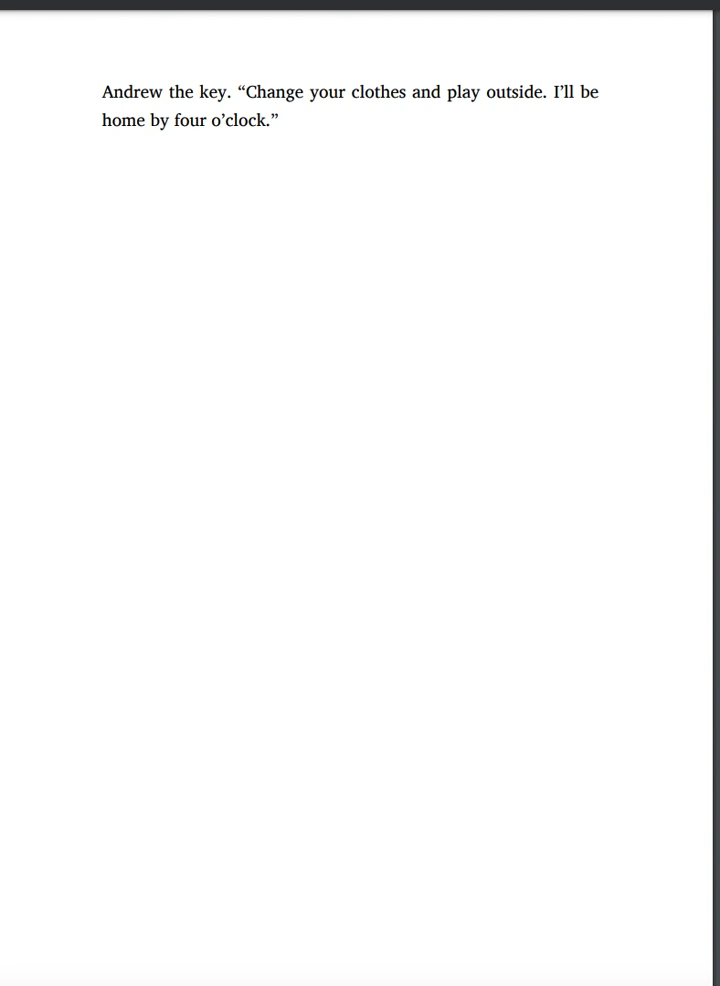 Andrew the key. “Change your clothes and play outside. I’ll be
home by four o’clock.”